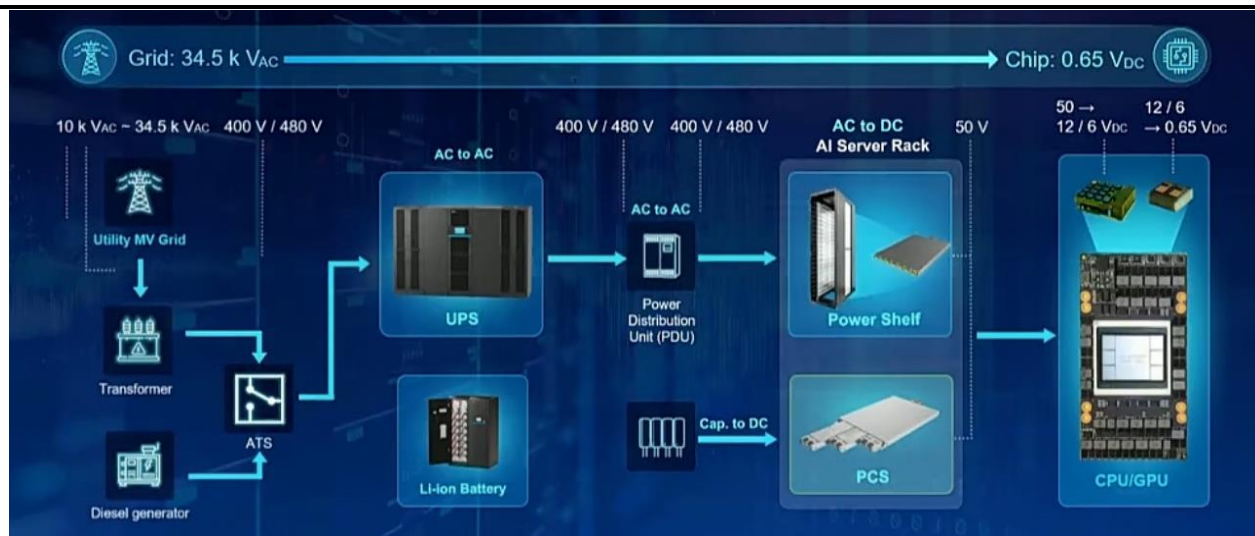 Grid: 34.5 k VAC
Chip: 0.65 VDC
10 k VAC ~ 34.5 k VAC
400 V / 480 V
400 V / 480 V
400 V / 480 V
AC to DC
AI Server Rack
50 V
50 →
12 / 6 VDC
12 / 6
→ 0.65 VDC
AC to AC
AC to AC
Utility MV Grid
UPS
Power
Distribution
Unit (PDU)
Power Shelf
Transformer
ATS
Cap. to DC
Li-ion Battery
PCS
CPU/GPU
Diesel generator